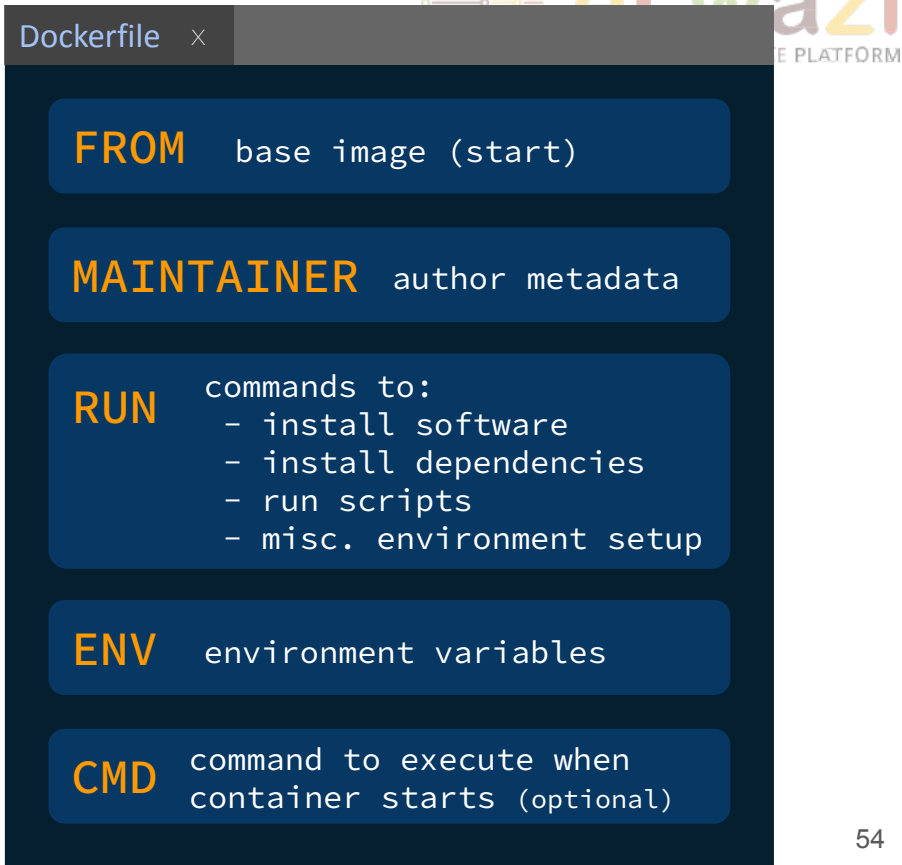 Dockerfile x
E PLATFORM
FROM base image (start)
MAINTAINER author metadata
RUN commands to:
- install software
- install dependencies
- run scripts
- misc. environment setup
ENV environment variables
CMD command to execute when
container starts (optional)
54